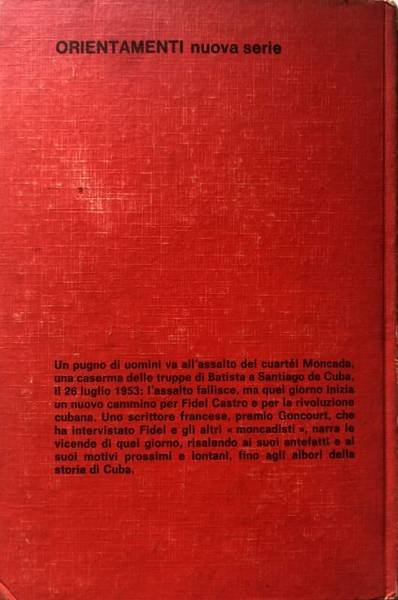 ORIENTAMENTI nuova serie
Un pugno di uomini va all'assalto del cuartél Moncada,
una caserma delle truppe di Batista a Santiago de Cuba,
il 26 luglio 1953: l'assalto fallisce, ma quel giorno inizia
un nuovo cammino per Fidel Castro e per la rivoluzione
cubana. Uno scrittore francese, premio Goncourt, che
ha intervistato Fidel e gli altri « moncadisti », narra le
vicende di quel giorno, risalendo ai suoi antefatti e ai
suoi motivi prossimi e lontani, fino agli albori della
storia di Cuba.